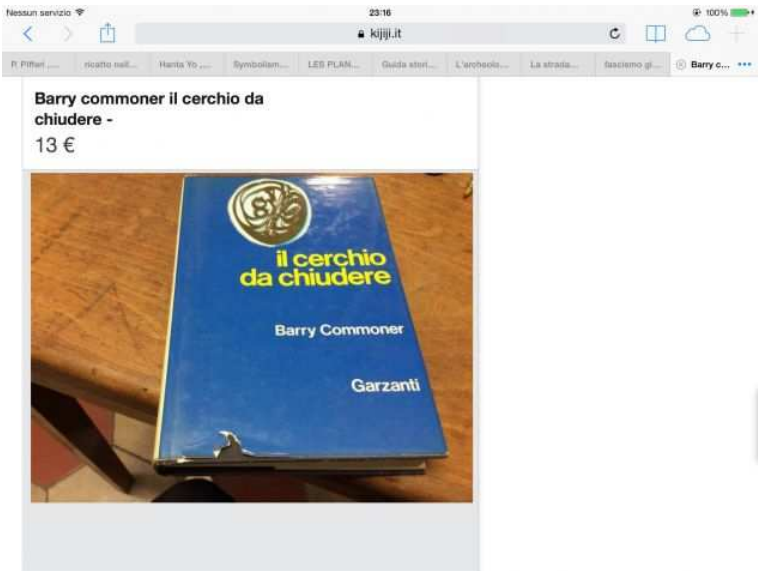 Nessun servizio 23:16 100%
kijiji.it
P. Piffari ,.... ricatto nell... Hanta Yo ,.... Symbolism... LES PLAN... Guida stori... L'archeolo... La strada... fascismo gi... Barry c...
Barry commoner il cerchio da
chiudere -
13 €
il cerchio
da chiudere
Barry Commoner
Garzanti